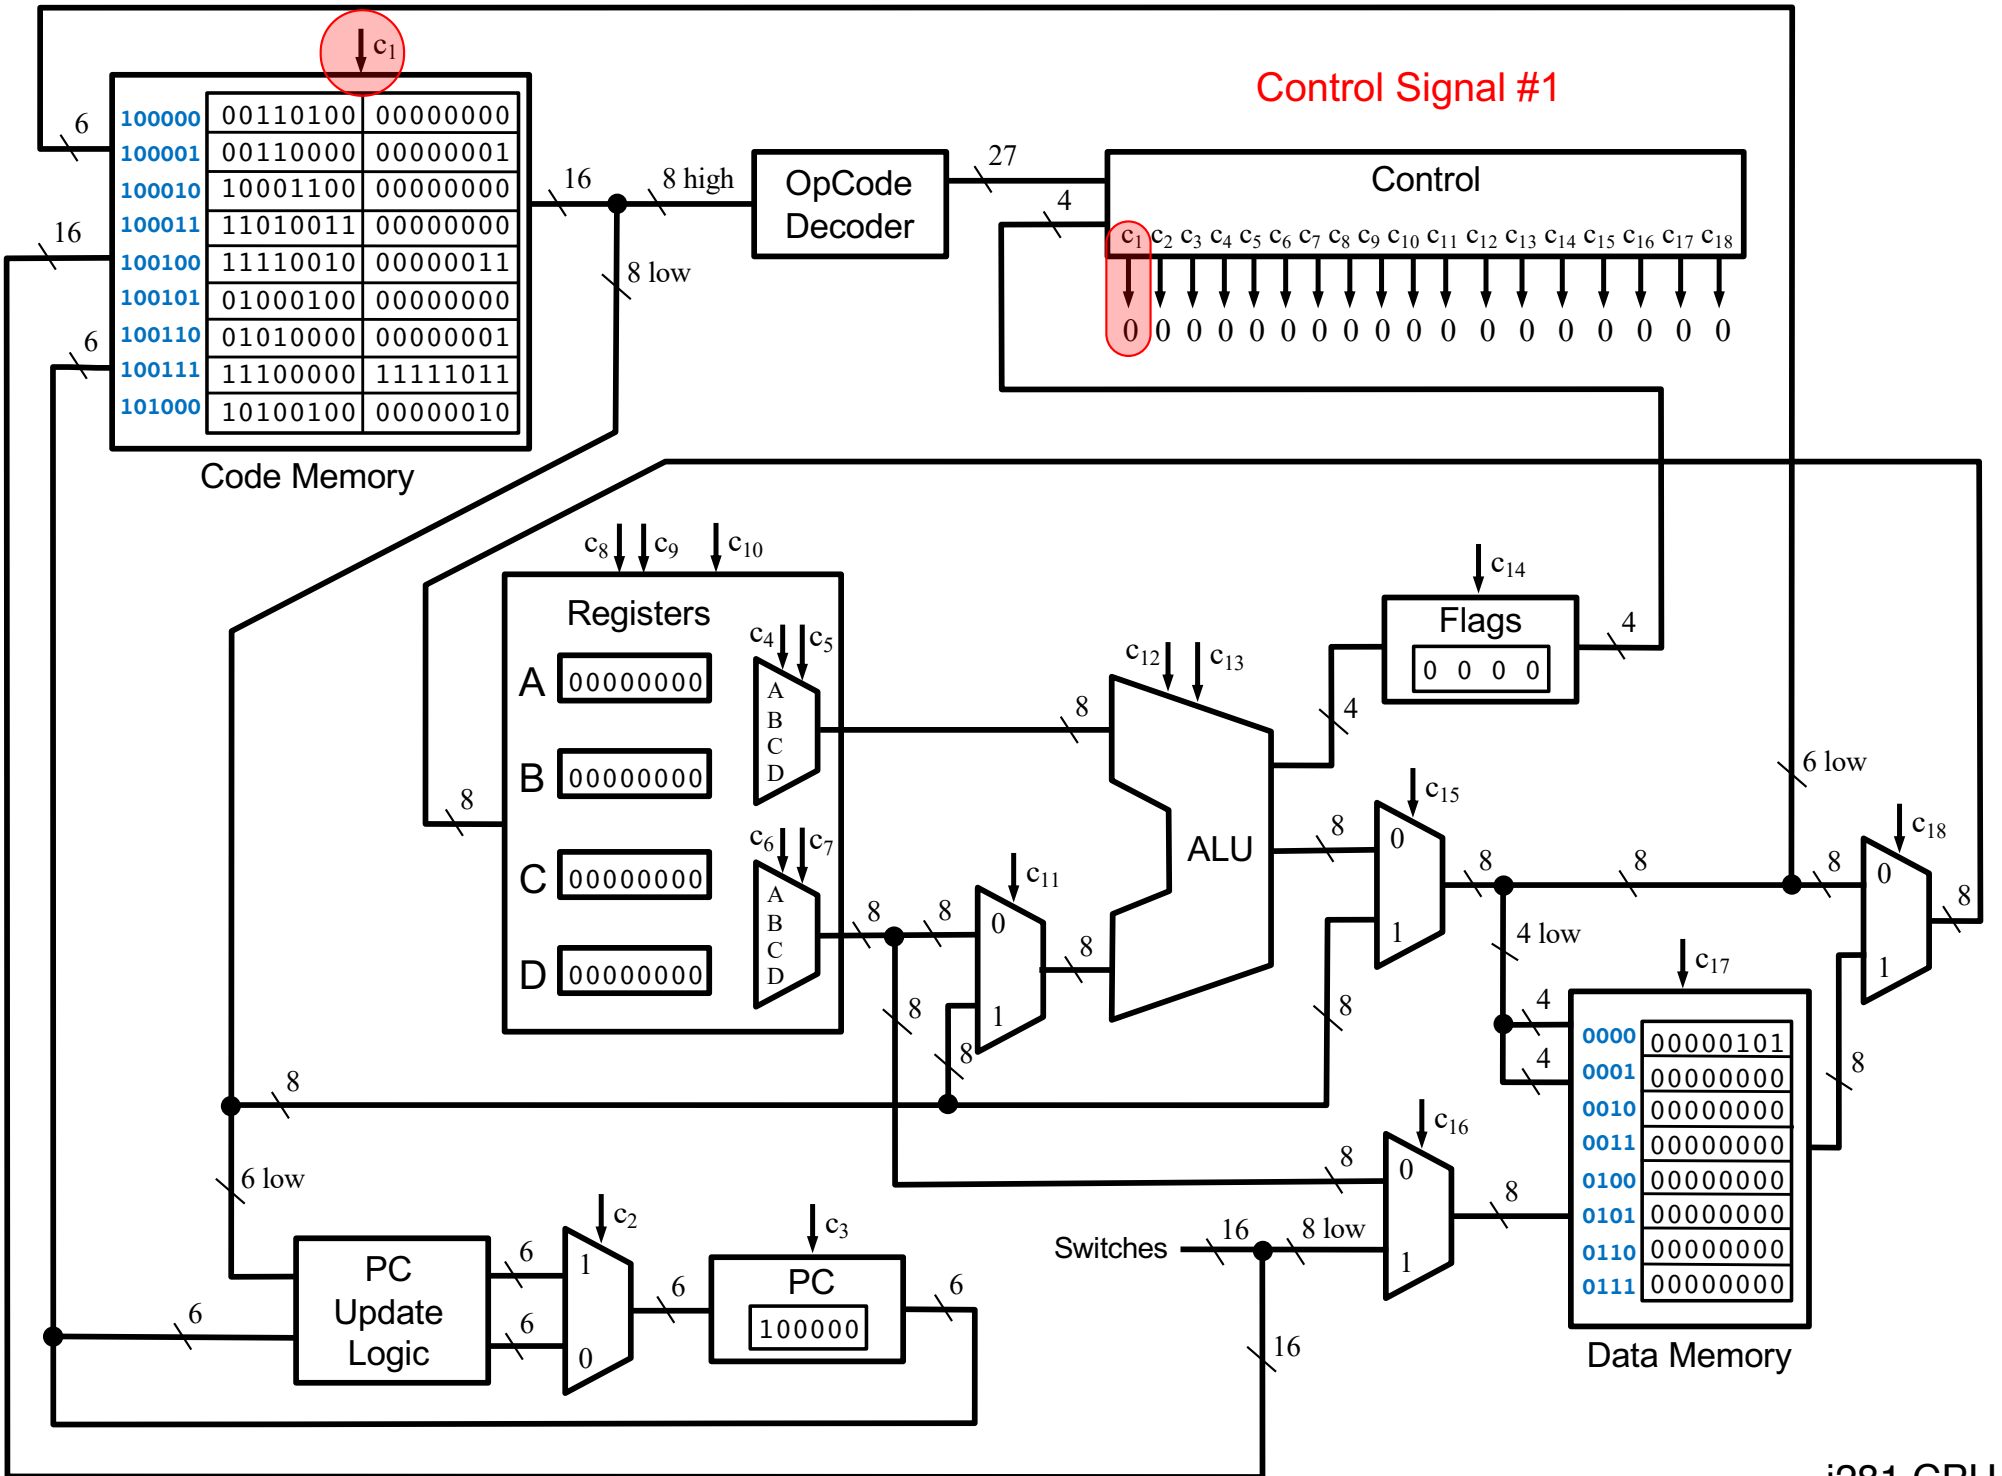 c1
Control Signal #1
6
100000 00110100 00000000
100001 00110000 00000001
100010 10001100 00000000
100011 11010011 00000000
100100 11110010 00000011
100101 01000100 00000000
100110 01010000 00000001
100111 11100000 11111011
101000 10100100 00000010
16
6
Code Memory
16
8 high
8 low
OpCode
Decoder
27
4
Control
c1 c2 c3 c4 c5 c6 c7 c8 c9 c10 c11 c12 c13 c14 c15 c16 c17 c18
0 0 0 0 0 0 0 0 0 0 0 0 0 0 0 0 0 0
c8 c9 c10
Registers
A 00000000
B 00000000
C 00000000
D 00000000
c4 c5
A
B
C
D
c6 c7
A
B
C
D
8
8
8
8
8
c11
0
1
8
8
c12 c13
ALU
4
c14
Flags
0 0 0 0
4
8
c15
0
1
8
8
8
4 low
6 low
8
c18
0
1
8
c17
4
4
0000 00000101
0001 00000000
0010 00000000
0011 00000000
0100 00000000
0101 00000000
0110 00000000
0111 00000000
Data Memory
8
8
6 low
PC
Update
Logic
6
6
6
c2
1
0
6
c3
PC
100000
6
Switches
16
8 low
16
8
c16
0
1
8
i281 CPU